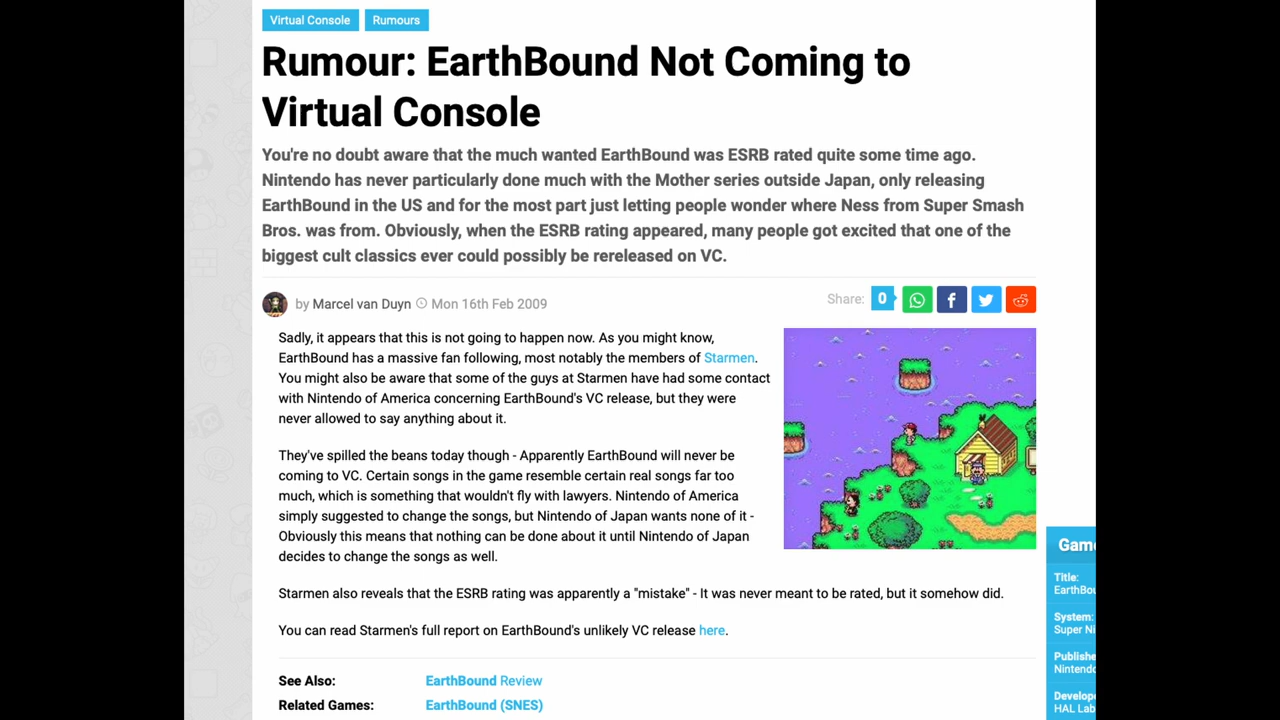 Virtual Console Rumours
Rumour: EarthBound Not Coming to
Virtual Console
You're no doubt aware that the much wanted EarthBound was ESRB rated quite some time ago.
Nintendo has never particularly done much with the Mother series outside Japan, only releasing
EarthBound in the US and for the most part just letting people wonder where Ness from Super Smash
Bros. was from. Obviously, when the ESRB rating appeared, many people got excited that one of the
biggest cult classics ever could possibly be rereleased on VC.
by Marcel van Duyn Mon 16th Feb 2009
Share: 0
Sadly, it appears that this is not going to happen now. As you might know,
EarthBound has a massive fan following, most notably the members of Starmen.
You might also be aware that some of the guys at Starmen have had some contact
with Nintendo of America concerning EarthBound's VC release, but they were
never allowed to say anything about it.
They've spilled the beans today though - Apparently EarthBound will never be
coming to VC. Certain songs in the game resemble certain real songs far too
much, which is something that wouldn't fly with lawyers. Nintendo of America
simply suggested to change the songs, but Nintendo of Japan wants none of it -
Obviously this means that nothing can be done about it until Nintendo of Japan
decides to change the songs as well.
Starmen also reveals that the ESRB rating was apparently a "mistake" - It was never meant to be rated, but it somehow did.
You can read Starmen's full report on EarthBound's unlikely VC release here.
See Also: EarthBound Review
Related Games: EarthBound (SNES)
Game
Title:
EarthBou
System:
Super Ni
Publishe
Nintendo
Develope
HAL Lab